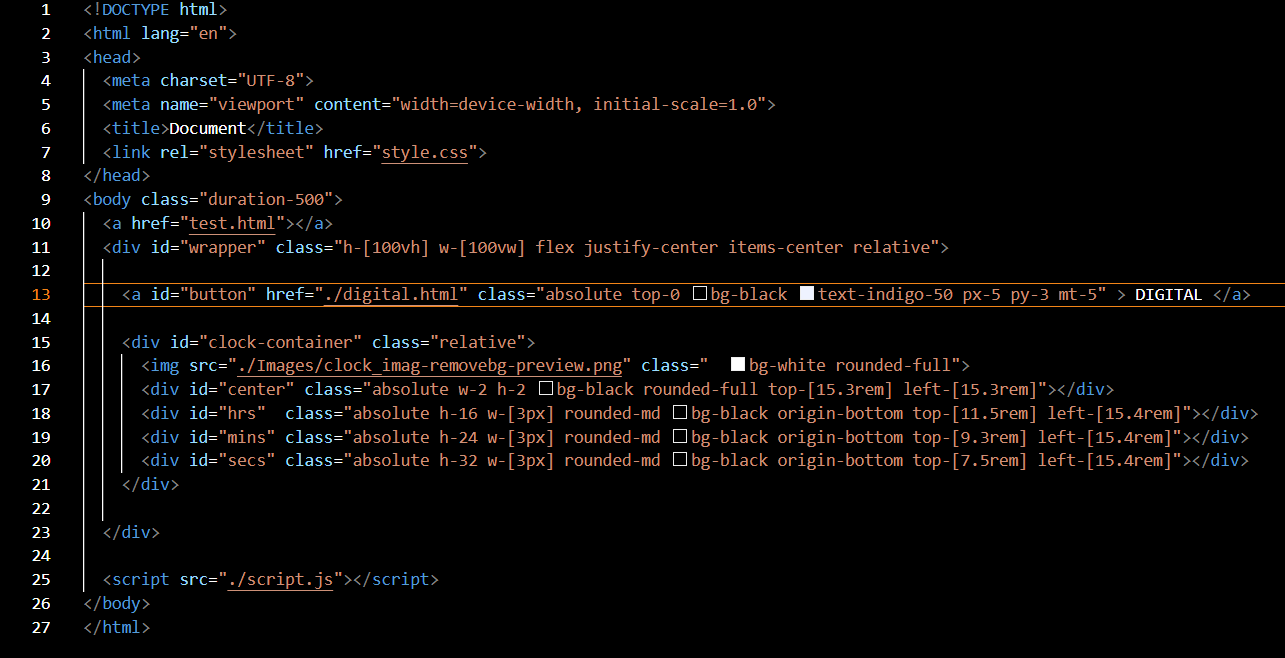 1 <!DOCTYPE html>
2 <html lang="en">
3 <head>
4 <meta charset="UTF-8">
5 <meta name="viewport" content="width=device-width, initial-scale=1.0">
6 <title>Document</title>
7 <link rel="stylesheet" href="style.css">
8 </head>
9 <body class="duration-500">
10 <a href="test.html"></a>
11 <div id="wrapper" class="h-[100vh] w-[100vw] flex justify-center items-center relative">
12
13 <a id="button" href="./digital.html" class="absolute top-0 bg-black text-indigo-50 px-5 py-3 mt-5" > DIGITAL </a>
14
15 <div id="clock-container" class="relative">
16 <img src="./Images/clock_imag-removebg-preview.png" class="  bg-white rounded-full">
17 <div id="center" class="absolute w-2 h-2 bg-black rounded-full top-[15.3rem] left-[15.3rem]"></div>
18 <div id="hrs"  class="absolute h-16 w-[3px] rounded-md bg-black origin-bottom top-[11.5rem] left-[15.4rem]"></div>
19 <div id="mins" class="absolute h-24 w-[3px] rounded-md bg-black origin-bottom top-[9.3rem] left-[15.4rem]"></div>
20 <div id="secs" class="absolute h-32 w-[3px] rounded-md bg-black origin-bottom top-[7.5rem] left-[15.4rem]"></div>
21 </div>
22
23 </div>
24
25 <script src="./script.js"></script>
26 </body>
27 </html>